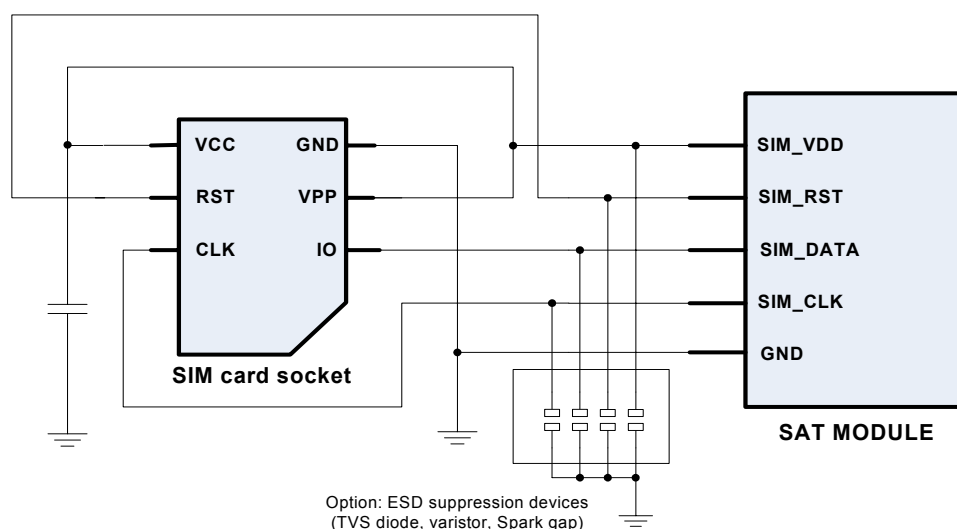 VCC GND
RST VPP
CLK IO
SIM card socket
SIM_VDD
SIM_RST
SIM_DATA
SIM_CLK
GND
SAT MODULE
Option: ESD suppression devices
(TVS diode, varistor, Spark gap)